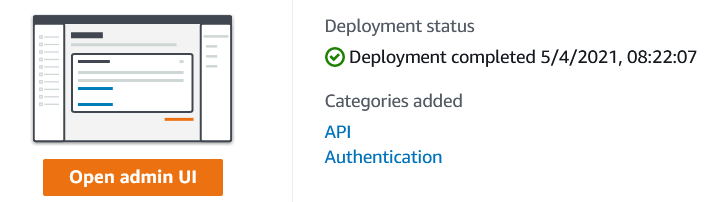 Open admin UI
Deployment status
Deployment completed 5/4/2021, 08:22:07
Categories added
API
Authentication